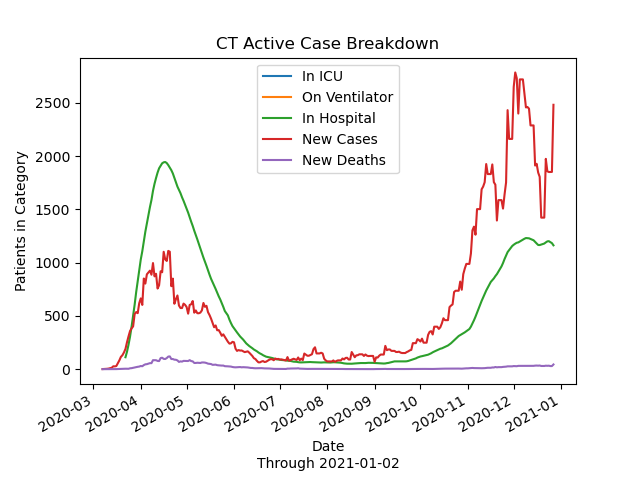 CT Active Case Breakdown
In ICU
On Ventilator
In Hospital
New Cases
New Deaths
Patients in Category
2500
2000
1500
1000
500
0
2020-03
2020-04
2020-05
2020-06
2020-07
2020-08
2020-09
2020-10
2020-11
2020-12
2021-01
Date
Through 2021-01-02